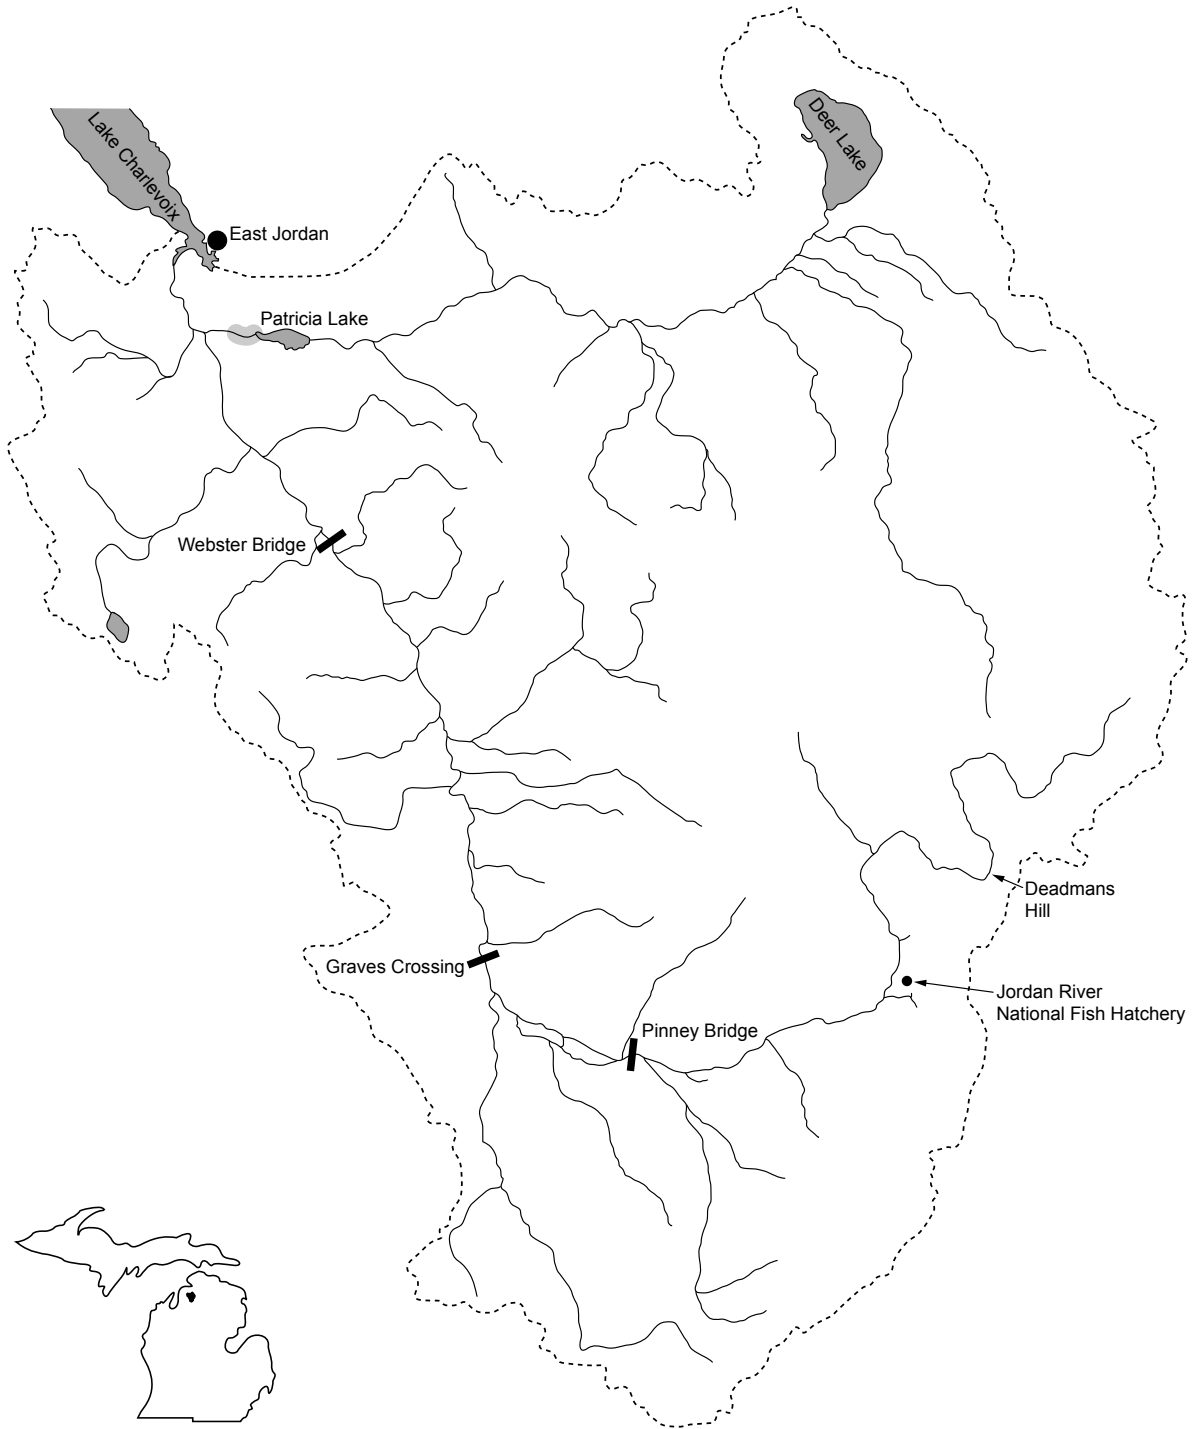 Deer Lake
Lake Charlevoix
East Jordan
Patricia Lake
Webster Bridge
Deadmans
Hill
Graves Crossing
Jordan River
National Fish Hatchery
Pinney Bridge